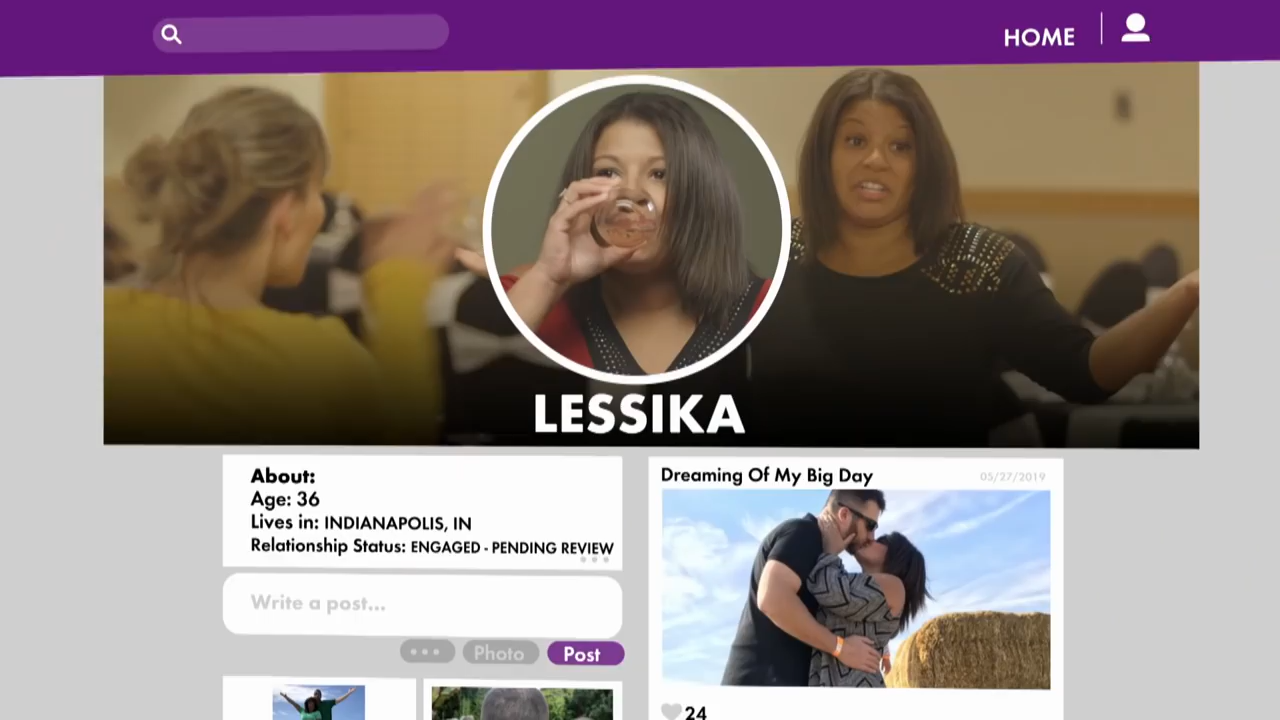 HOME
LESSIKA
About:
Age: 36
Lives in: INDIANAPOLIS, IN
Relationship Status: ENGAGED - PENDING REVIEW
Write a post...
Photo
Post
Dreaming Of My Big Day
05/27/2019
24